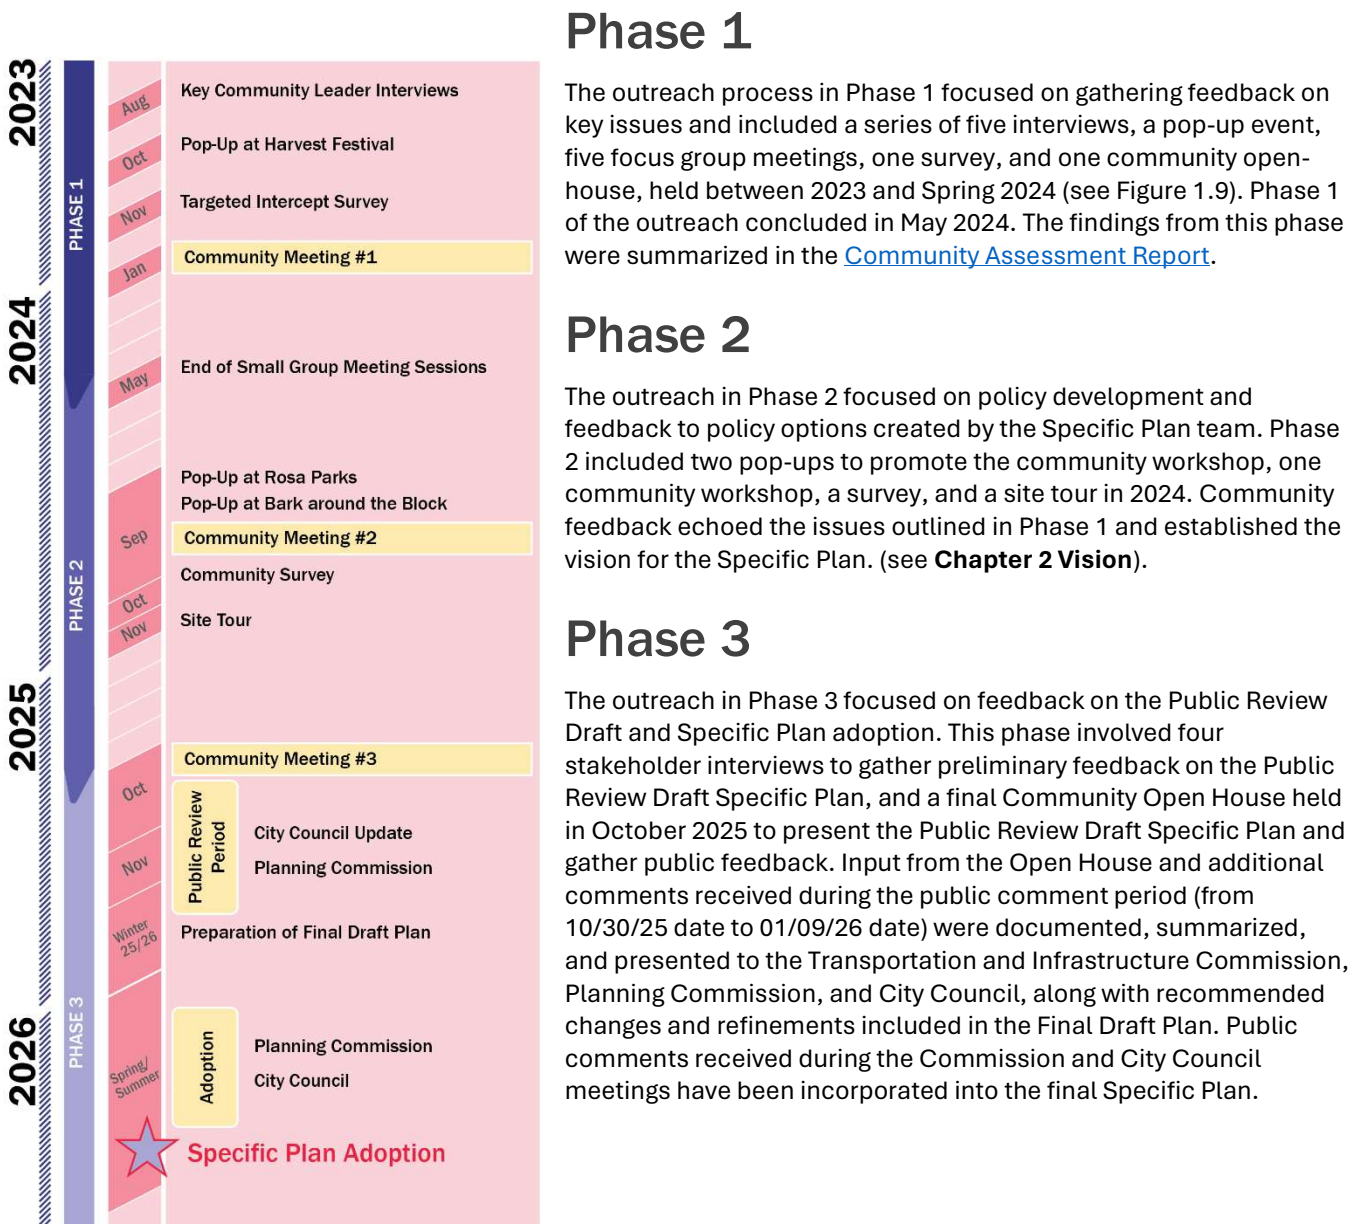 2023
2024
2025
2026
PHASE 1
PHASE 2
PHASE 3
Aug
Key Community Leader Interviews
Oct
Pop-Up at Harvest Festival
Nov
Targeted Intercept Survey
Jan
Community Meeting #1
May
End of Small Group Meeting Sessions
Pop-Up at Rosa Parks
Pop-Up at Bark around the Block
Sep
Community Meeting #2
Community Survey
Oct
Nov
Site Tour
Community Meeting #3
Oct
Public Review
Period
City Council Update
Planning Commission
Nov
Winter
25/26
Preparation of Final Draft Plan
Adoption
Planning Commission
City Council
Spring/
Summer
Specific Plan Adoption
Phase 1
The outreach process in Phase 1 focused on gathering feedback on
key issues and included a series of five interviews, a pop-up event,
five focus group meetings, one survey, and one community open-
house, held between 2023 and Spring 2024 (see Figure 1.9). Phase 1
of the outreach concluded in May 2024. The findings from this phase
were summarized in the Community Assessment Report.
Phase 2
The outreach in Phase 2 focused on policy development and
feedback to policy options created by the Specific Plan team. Phase
2 included two pop-ups to promote the community workshop, one
community workshop, a survey, and a site tour in 2024. Community
feedback echoed the issues outlined in Phase 1 and established the
vision for the Specific Plan. (see Chapter 2 Vision).
Phase 3
The outreach in Phase 3 focused on feedback on the Public Review
Draft and Specific Plan adoption. This phase involved four
stakeholder interviews to gather preliminary feedback on the Public
Review Draft Specific Plan, and a final Community Open House held
in October 2025 to present the Public Review Draft Specific Plan and
gather public feedback. Input from the Open House and additional
comments received during the public comment period (from
10/30/25 date to 01/09/26 date) were documented, summarized,
and presented to the Transportation and Infrastructure Commission,
Planning Commission, and City Council, along with recommended
changes and refinements included in the Final Draft Plan. Public
comments received during the Commission and City Council
meetings have been incorporated into the final Specific Plan.